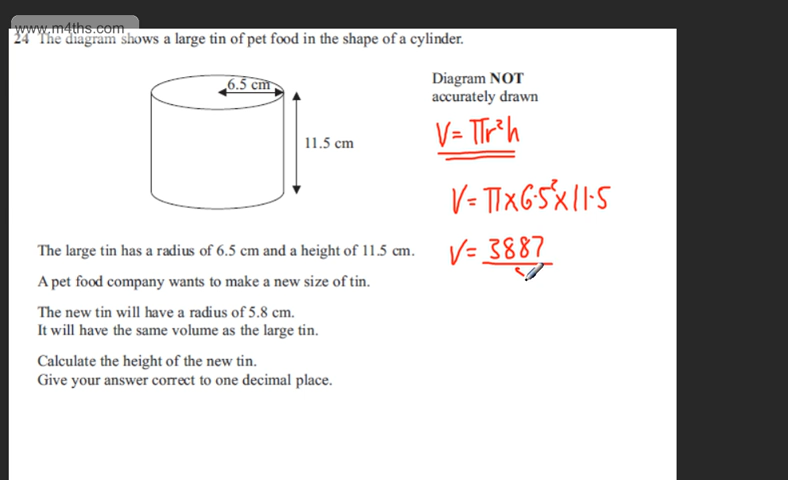 www.m4ths.com
24 The diagram shows a large tin of pet food in the shape of a cylinder.
6.5 cm
11.5 cm
Diagram NOT
accurately drawn
V = πr²h
V = π × 6·5² × 11·5
V = 3887
8
The large tin has a radius of 6.5 cm and a height of 11.5 cm.
A pet food company wants to make a new size of tin.
The new tin will have a radius of 5.8 cm.
It will have the same volume as the large tin.
Calculate the height of the new tin.
Give your answer correct to one decimal place.